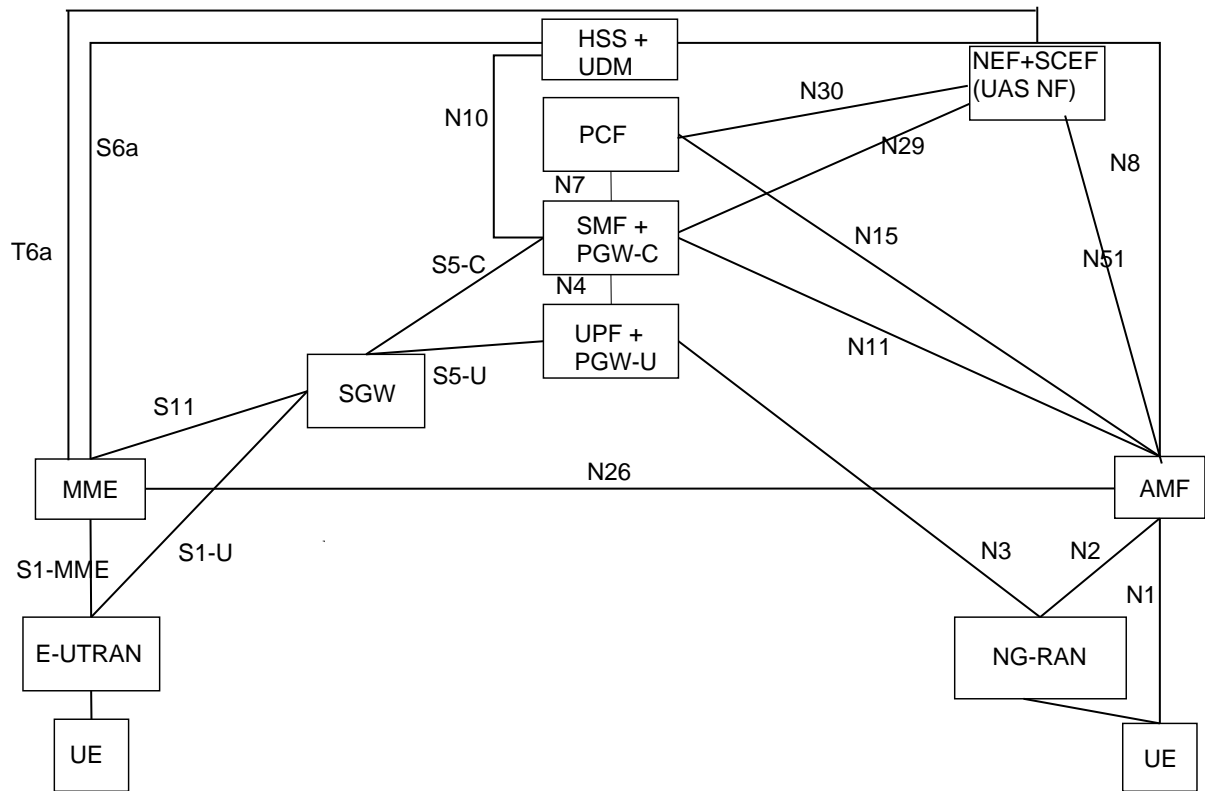 HSS +
UDM
NEF+SCEF
(UAS NF)
N30
N10
PCF
S6a
N29
N8
N7
SMF +
PGW-C
N15
T6a
S5-C
N51
N4
UPF +
PGW-U
N11
S5-U
SGW
S11
N26
MME
AMF
S1-U
N3
N2
S1-MME
N1
E-UTRAN
NG-RAN
UE
UE